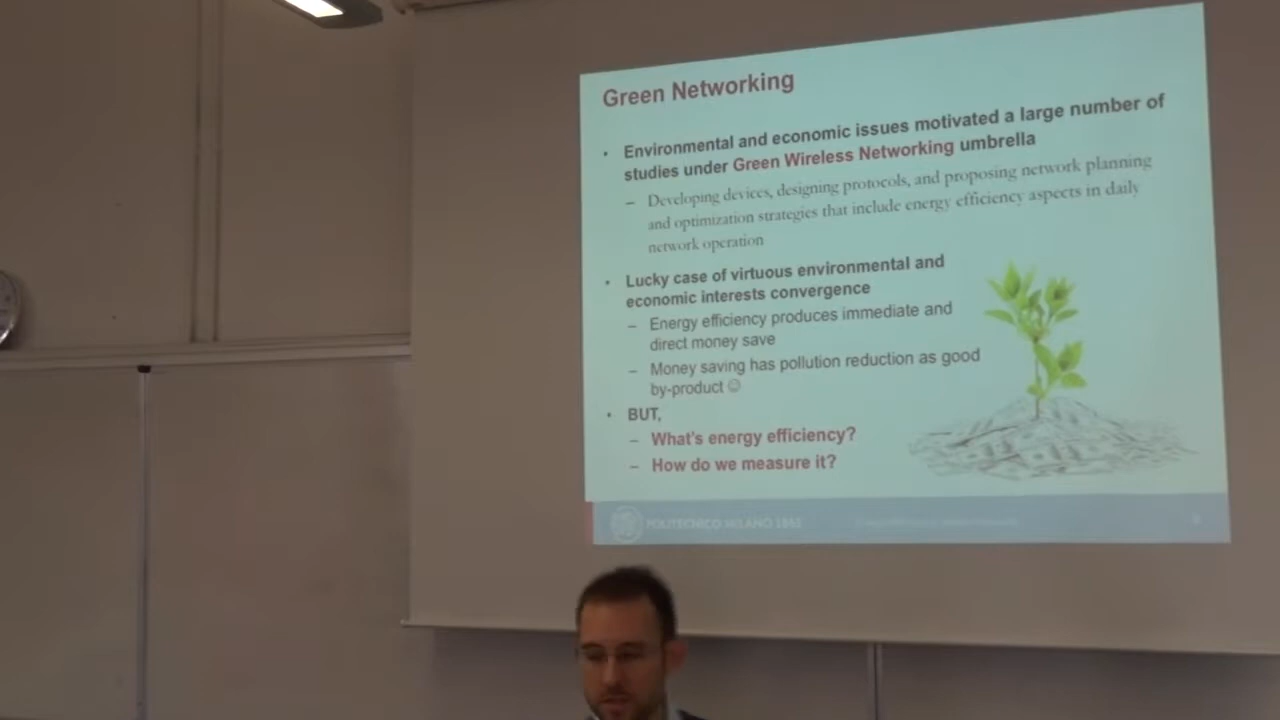 Green Networking
• Environmental and economic issues motivated a large number of
studies under Green Wireless Networking umbrella
– Developing devices, designing protocols, and proposing network planning
and optimization strategies that include energy efficiency aspects in daily
network operation
• Lucky case of virtuous environmental and
economic interests convergence
– Energy efficiency produces immediate and
direct money save
– Money saving has pollution reduction as good
by-product ☺
• BUT,
– What's energy efficiency?
– How do we measure it?
POLITECNICO MILANO 1863